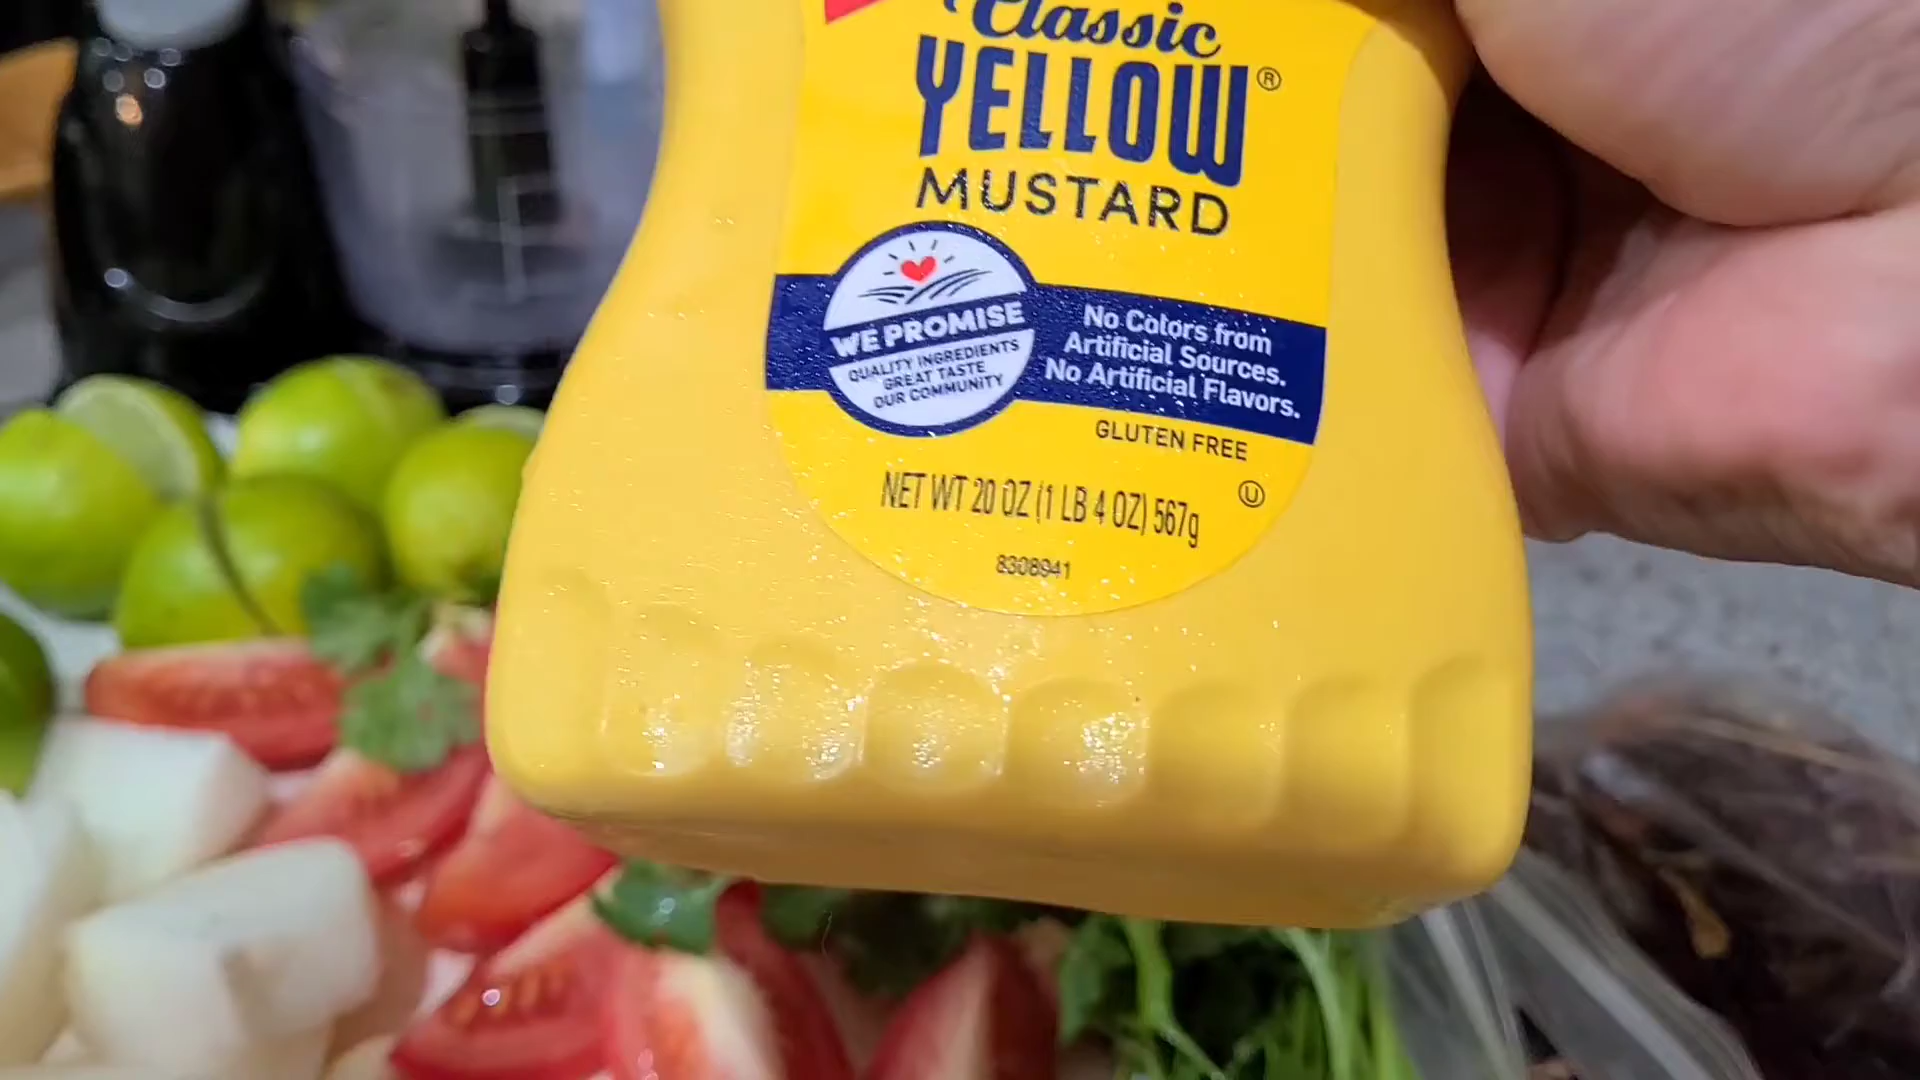 Classic
YELLOW®
MUSTARD
WE PROMISE
QUALITY INGREDIENTS
GREAT TASTE
OUR COMMUNITY
No Colors from
Artificial Sources.
No Artificial Flavors.
GLUTEN FREE
NET WT 20 OZ (1 LB 4 OZ) 567g
U
8308941